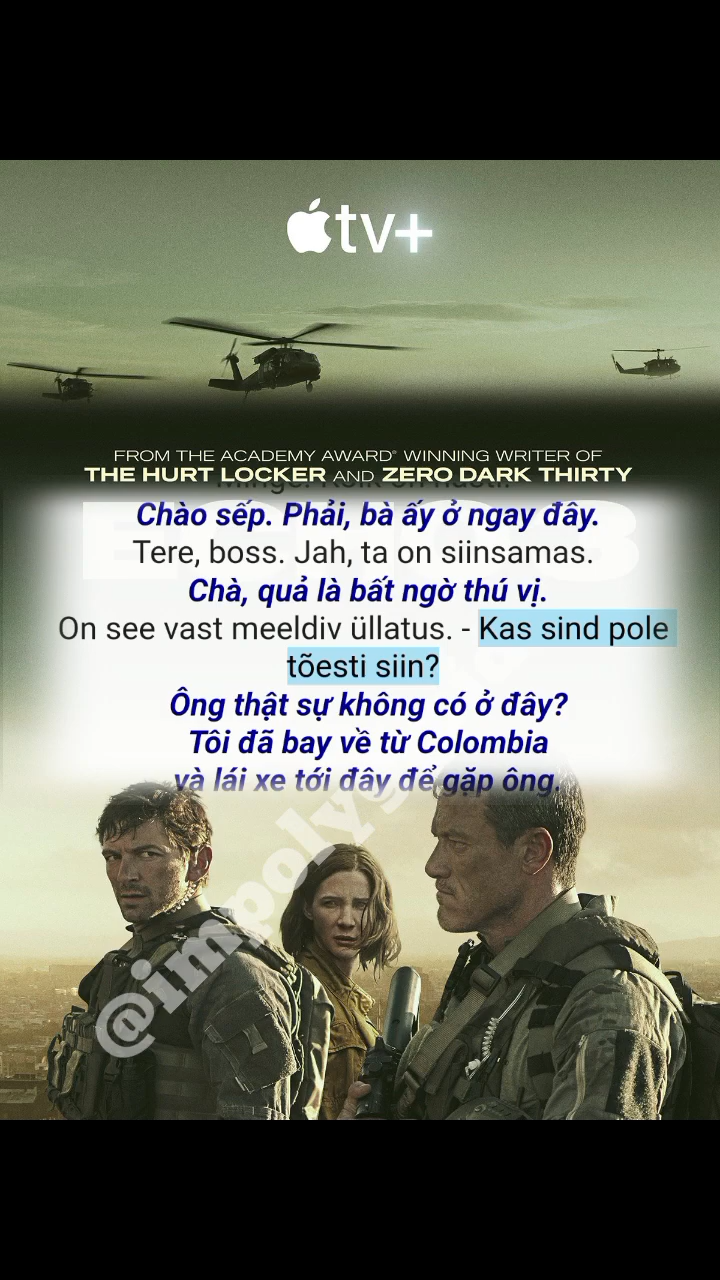 tv+
FROM THE ACADEMY AWARD® WINNING WRITER OF
THE HURT LOCKER AND ZERO DARK THIRTY
Chào sếp. Phải, bà ấy ở ngay đây.
Tere, boss. Jah, ta on siinsamas.
Chà, quả là bất ngờ thú vị.
On see vast meeldiv üllatus. - Kas sind pole
tõesti siin?
Ông thật sự không có ở đây?
Tôi đã bay về từ Colombia
và lái xe tới đây để gặp ông.